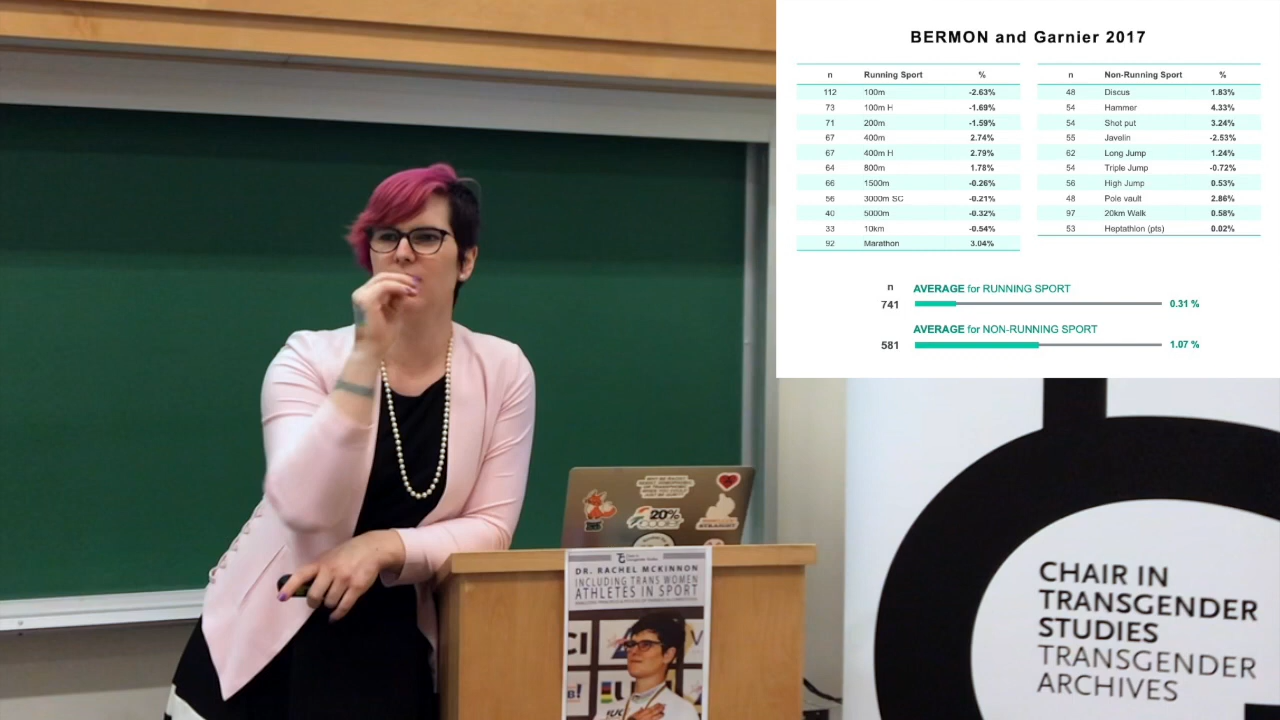 BERMON and Garnier 2017
n Running Sport %
112 100m -2.63%
73 100m H -1.69%
71 200m -1.59%
67 400m 2.74%
67 400m H 2.79%
64 800m 1.78%
66 1500m -0.26%
56 3000m SC -0.21%
40 5000m -0.32%
33 10km -0.54%
92 Marathon 3.04%
n Non-Running Sport %
48 Discus 1.83%
54 Hammer 4.33%
54 Shot put 3.24%
55 Javelin -2.53%
62 Long Jump 1.24%
54 Triple Jump -0.72%
56 High Jump 0.53%
48 Pole vault 2.86%
97 20km Walk 0.58%
53 Heptathlon (pts) 0.02%
n AVERAGE for RUNNING SPORT
741 0.31 %
AVERAGE for NON-RUNNING SPORT
581 1.07 %
20%
Chair in
Transgender Studies
DR. RACHEL MCKINNON
INCLUDING TRANS WOMEN
ATHLETES IN SPORT
CHAIR IN
TRANSGENDER
STUDIES
TRANSGENDER
ARCHIVES